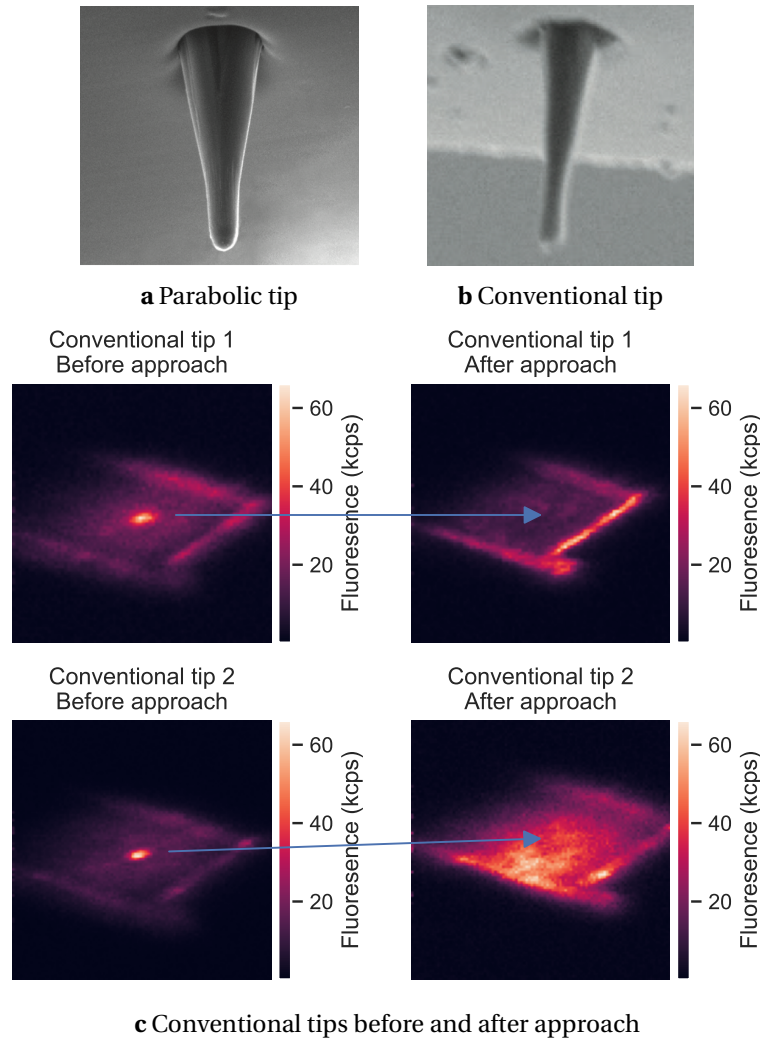 a Parabolic tip
b Conventional tip
Conventional tip 1
Before approach
60
40
20
Fluoresence (kcps)
Conventional tip 1
After approach
60
40
20
Fluoresence (kcps)
Conventional tip 2
Before approach
60
40
20
Fluoresence (kcps)
Conventional tip 2
After approach
60
40
20
Fluoresence (kcps)
c Conventional tips before and after approach